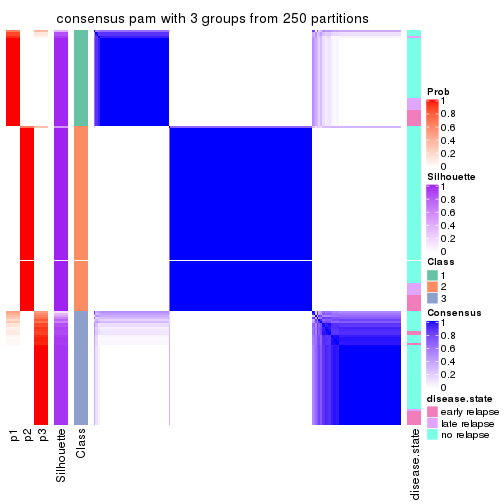 consensus pam with 3 groups from 250 partitions
Prob
1
0.8
0.6
0.4
0.2
0
Silhouette
1
0.8
0.6
0.4
0.2
0
Class
1
2
3
Consensus
1
0.8
0.6
0.4
0.2
0
disease.state
early relapse
late relapse
no relapse
p1
p2
p3
Silhouette
Class
disease.state